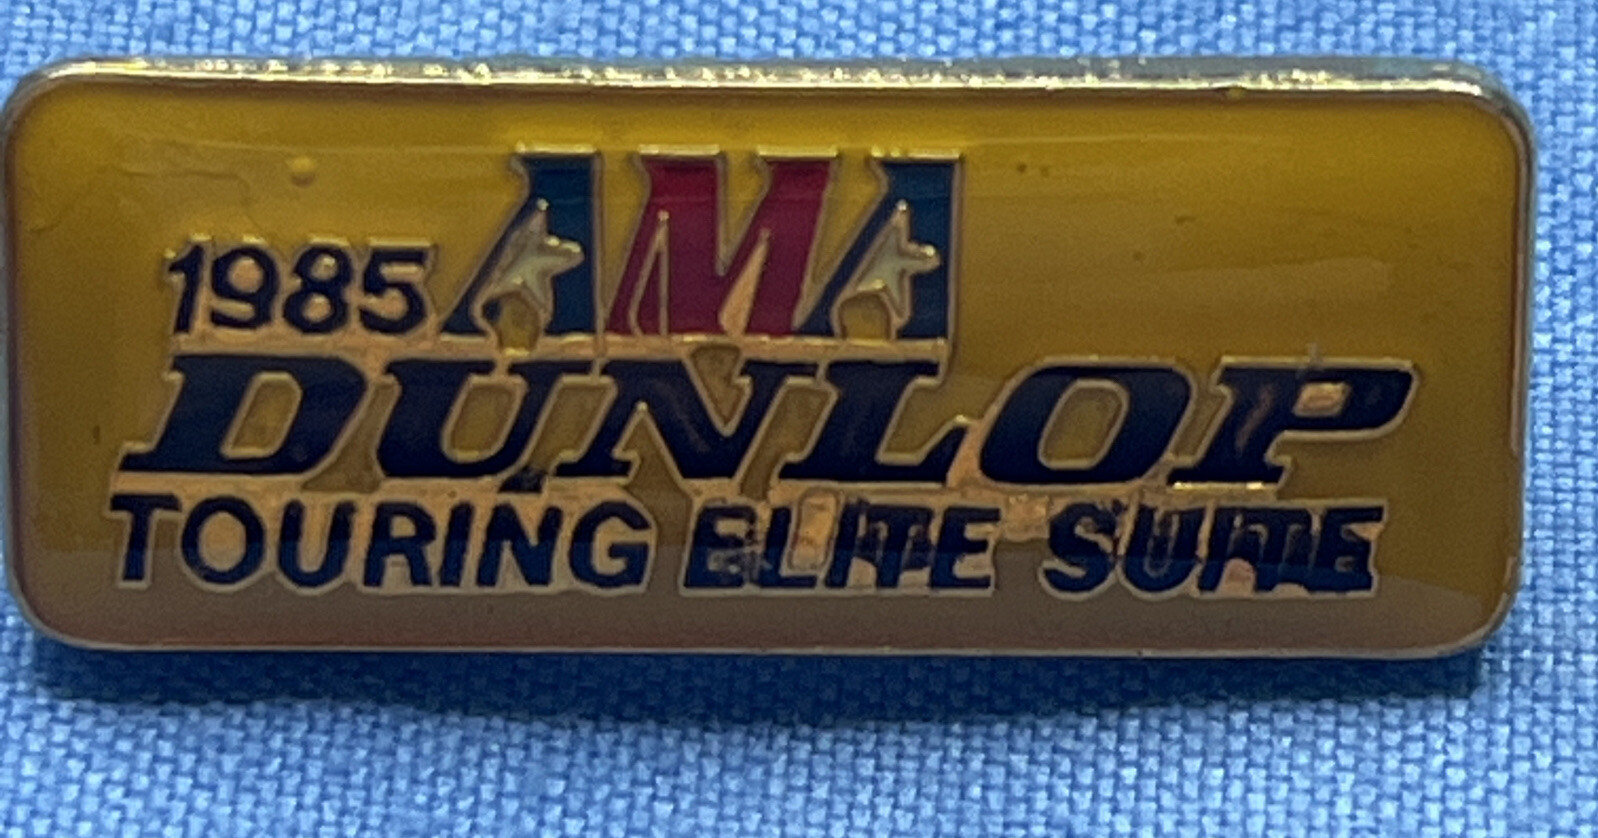 1985 AMA
DUNLOP
TOURING ELITE SUITE